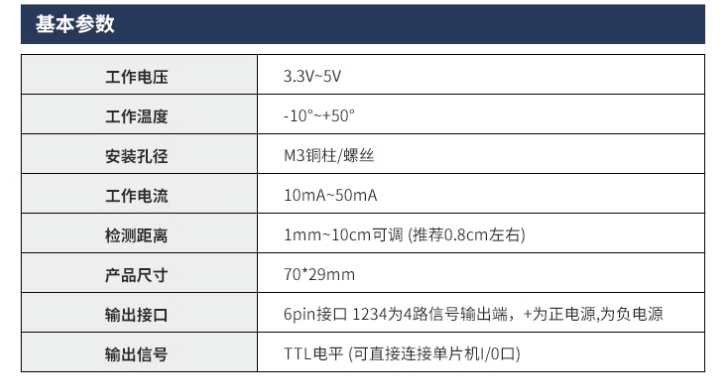 基本参数
工作电压 3.3V~5V
工作温度 -10°~+50°
安装孔径 M3铜柱/螺丝
工作电流 10mA~50mA
检测距离 1mm~10cm可调 (推荐0.8cm左右)
产品尺寸 70*29mm
输出接口 6pin接口 1234为4路信号输出端，+为正电源,为负电源
输出信号 TTL电平 (可直接连接单片机I/0口)